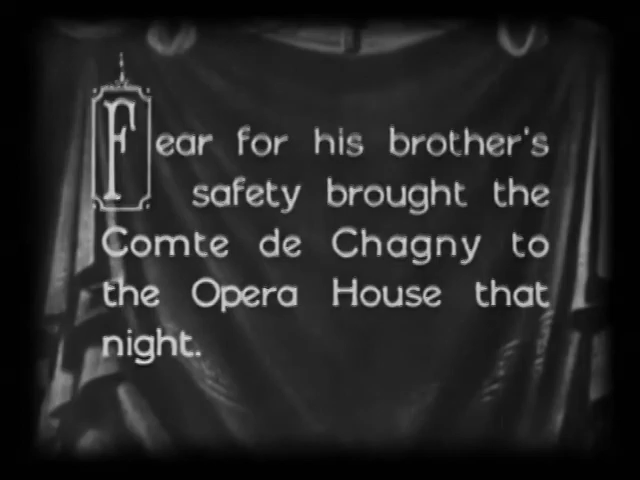 Fear for his brother's
safety brought the
Comte de Chagny to
the Opera House that
night.